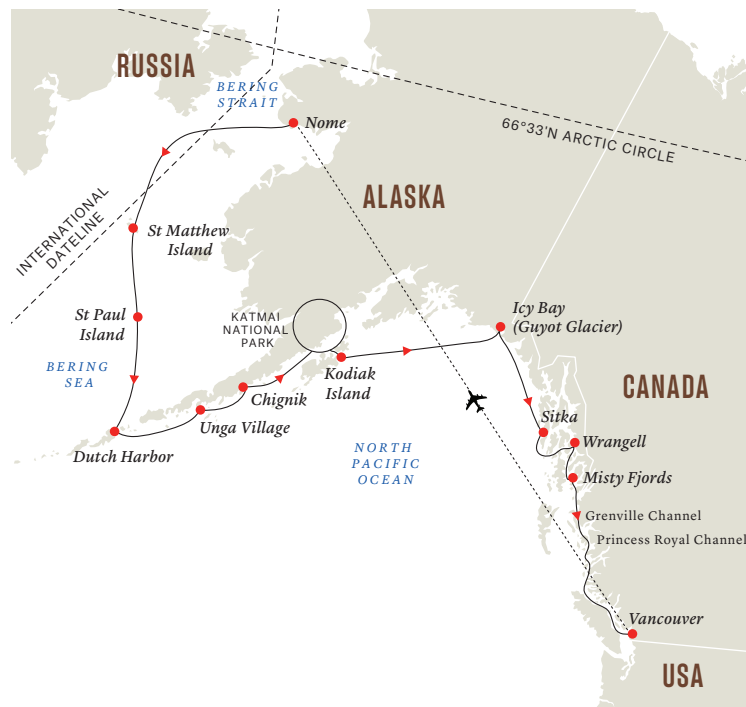 RUSSIA
BERING
STRAIT
Nome
66°33'N ARCTIC CIRCLE
ALASKA
INTERNATIONAL
DATELINE
St Matthew
Island
St Paul
Island
KATMAI
NATIONAL
PARK
Icy Bay
(Guyot Glacier)
BERING
SEA
Kodiak
Island
CANADA
Chignik
Sitka
Unga Village
Wrangell
Dutch Harbor
NORTH
PACIFIC
OCEAN
Misty Fjords
Grenville Channel
Princess Royal Channel
Vancouver
USA